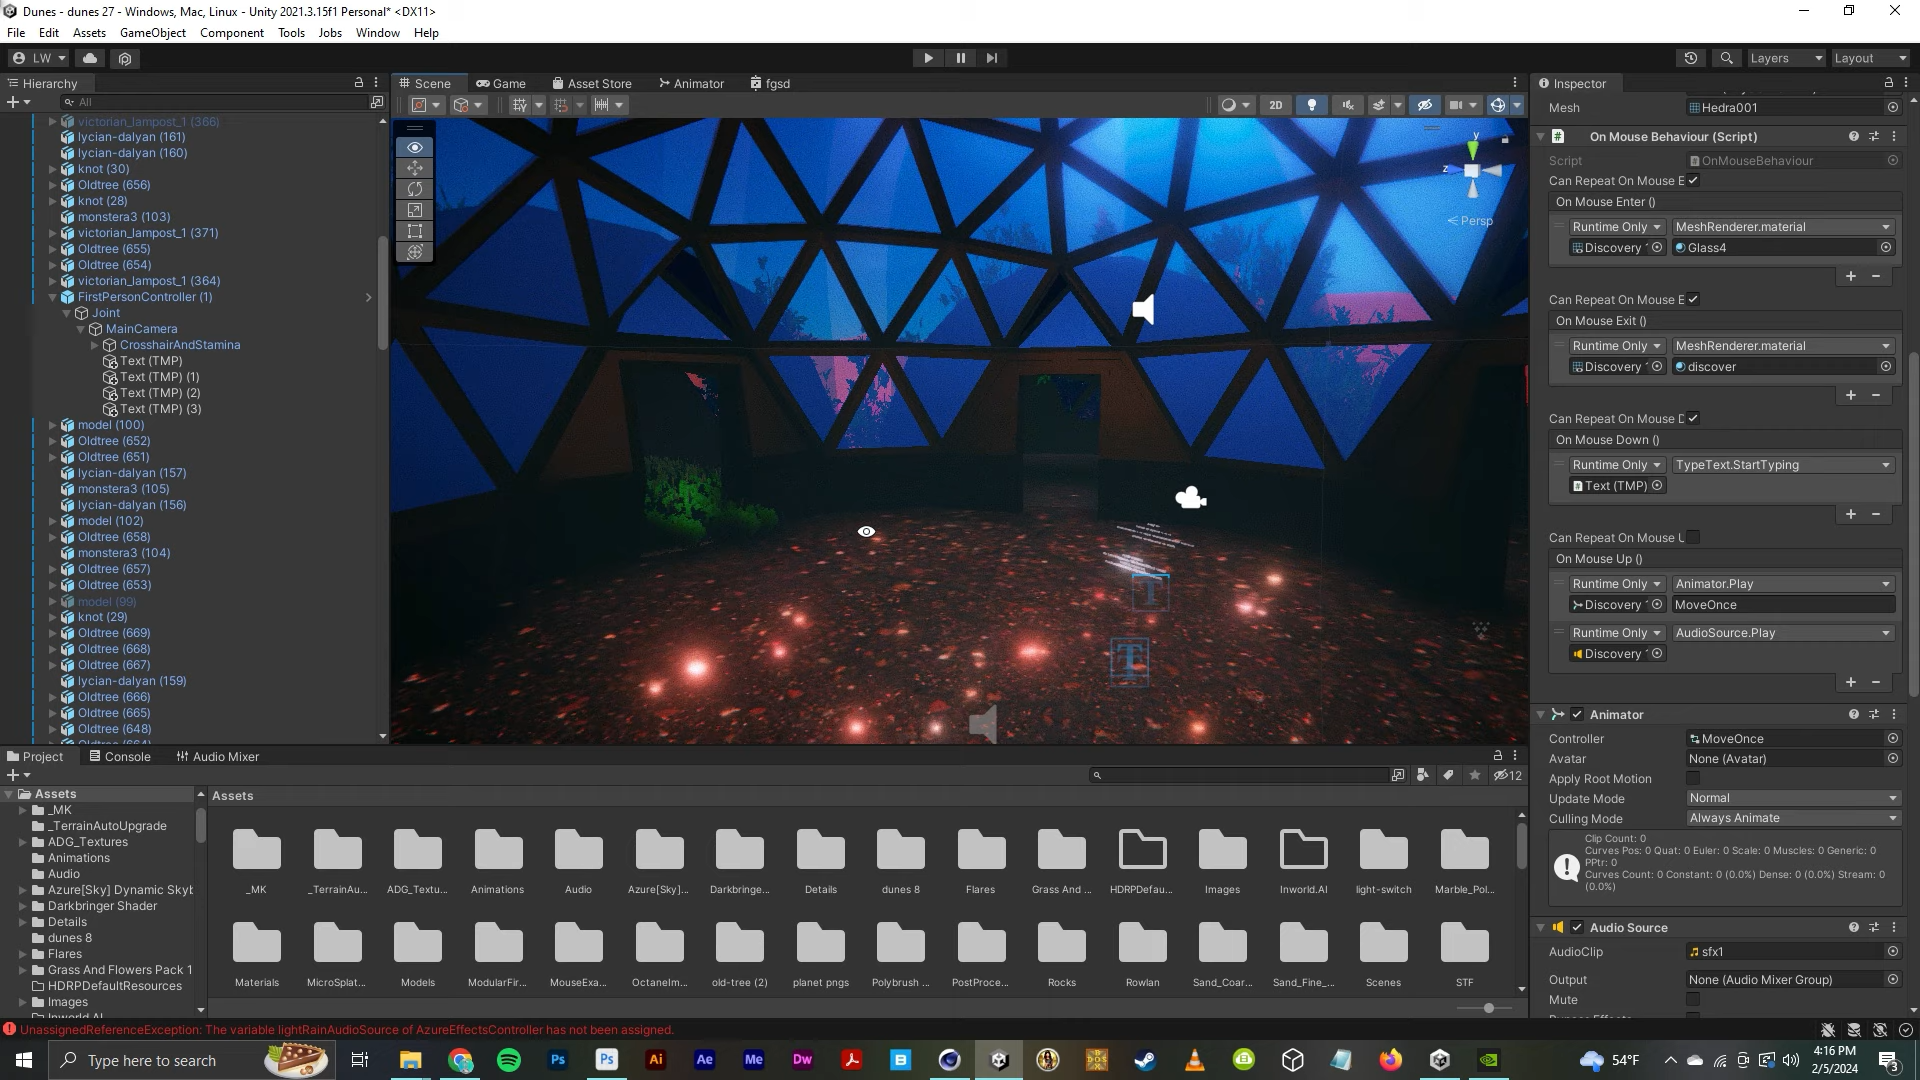 Dunes - dunes 27 - Windows, Mac, Linux - Unity 2021.3.15f1 Personal* <DX11>
File Edit Assets GameObject Component Tools Jobs Window Help
LW
Layers
Layout
Hierarchy
All
victorian_lampost_1 (366)
lycian-dalyan (161)
lycian-dalyan (160)
knot (30)
Oldtree (656)
knot (28)
monstera3 (103)
victorian_lampost_1 (371)
Oldtree (655)
Oldtree (654)
victorian_lampost_1 (364)
FirstPersonController (1)
Joint
MainCamera
CrosshairAndStamina
Text (TMP)
Text (TMP) (1)
Text (TMP) (2)
Text (TMP) (3)
model (100)
Oldtree (652)
Oldtree (651)
lycian-dalyan (157)
monstera3 (105)
lycian-dalyan (156)
model (102)
Oldtree (658)
monstera3 (104)
Oldtree (657)
Oldtree (653)
model (99)
knot (29)
Oldtree (669)
Oldtree (668)
Oldtree (667)
lycian-dalyan (159)
Oldtree (666)
Oldtree (665)
Oldtree (648)
Scene Game Asset Store Animator fgsd
2D
y
z
Persp
Inspector
Mesh Hedra001
On Mouse Behaviour (Script)
Script OnMouseBehaviour
Can Repeat On Mouse E
On Mouse Enter ()
Runtime Only MeshRenderer.material
Discovery Glass4
Can Repeat On Mouse E
On Mouse Exit ()
Runtime Only MeshRenderer.material
Discovery discover
Can Repeat On Mouse D
On Mouse Down ()
Runtime Only TypeText.StartTyping
Text (TMP)
Can Repeat On Mouse U
On Mouse Up ()
Runtime Only Animator.Play
Discovery MoveOnce
Runtime Only AudioSource.Play
Discovery
Animator
Controller MoveOnce
Avatar None (Avatar)
Apply Root Motion
Update Mode Normal
Culling Mode Always Animate
Clip Count: 0
Curves Pos: 0 Quat: 0 Euler: 0 Scale: 0 Muscles: 0 Generic: 0
PPtr: 0
Curves Count: 0 Constant: 0 (0.0%) Dense: 0 (0.0%) Stream: 0
(0.0%)
Audio Source
AudioClip sfx1
Output None (Audio Mixer Group)
Mute
Project Console Audio Mixer
12
Assets
_MK
_TerrainAutoUpgrade
ADG_Textures
Animations
Audio
Azure[Sky] Dynamic Skyb
Darkbringer Shader
Details
dunes 8
Flares
Grass And Flowers Pack 1
HDRPDefaultResources
Images
Inworld.AI
Assets
_MK _TerrainAu... ADG_Textu... Animations Audio Azure[Sky]... Darkbringe... Details dunes 8 Flares Grass And ... HDRPDefau... Images Inworld.AI light-switch Marble_Pol...
Materials MicroSplat... Models ModularFir... MouseExa... OctaneIm... old-tree (2) planet pngs Polybrush ... PostProce... Rocks Rowlan Sand_Coar... Sand_Fine_... Scenes STF
UnassignedReferenceException: The variable lightRainAudioSource of AzureEffectsController has not been assigned.
Type here to search
54°F
4:16 PM
2/5/2024
3